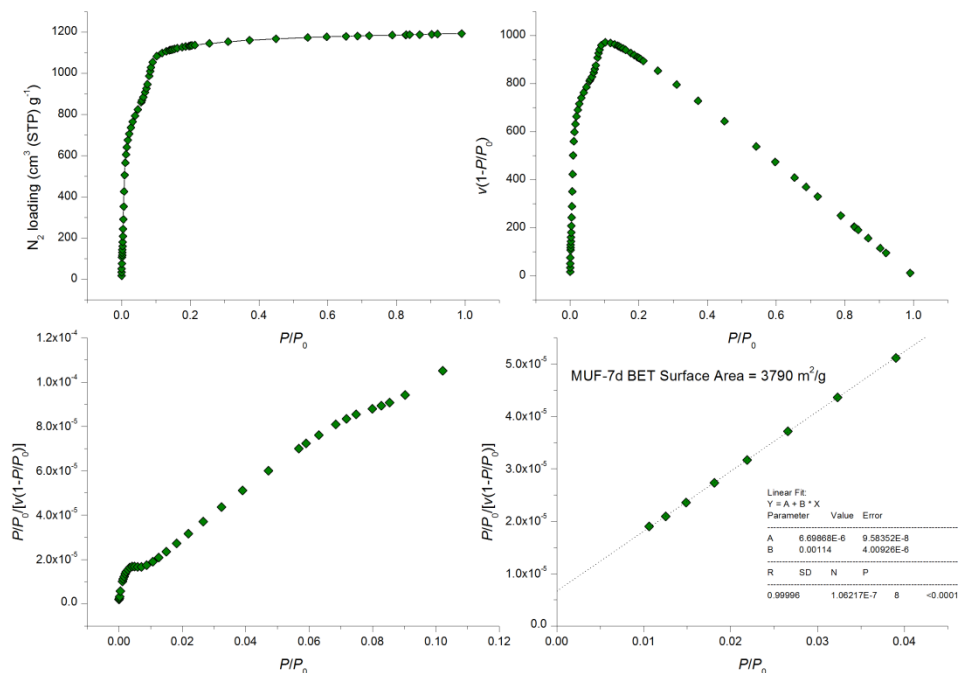 1200
1000
800
600
400
200
0
N₂ loading (cm³ (STP) g⁻¹
0.0 0.2 0.4 0.6 0.8 1.0
P/P₀
1000
800
600
400
200
0
v(1-P/P₀)
0.0 0.2 0.4 0.6 0.8 1.0
P/P₀
1.2x10⁻⁴
1.0x10⁻⁴
8.0x10⁻⁵
6.0x10⁻⁵
4.0x10⁻⁵
2.0x10⁻⁵
0.0
P/P₀/[v(1-P/P₀)]
0.00 0.02 0.04 0.06 0.08 0.10
P/P₀
5.0x10⁻⁵
4.0x10⁻⁵
3.0x10⁻⁵
2.0x10⁻⁵
1.0x10⁻⁵
0.0
P/P₀/[v(1-P/P₀)]
MUF-7d BET Surface Area = 3790 m²/g
Linear Fit:
Y = A + B * X
Parameter Value Error
A 6.69868E-6 9.58352E-8
B 0.00114 4.00926E-6
R SD N P
0.99996 1.06217E-7 8 <0.0001
0.00 0.01 0.02 0.03 0.04
P/P₀